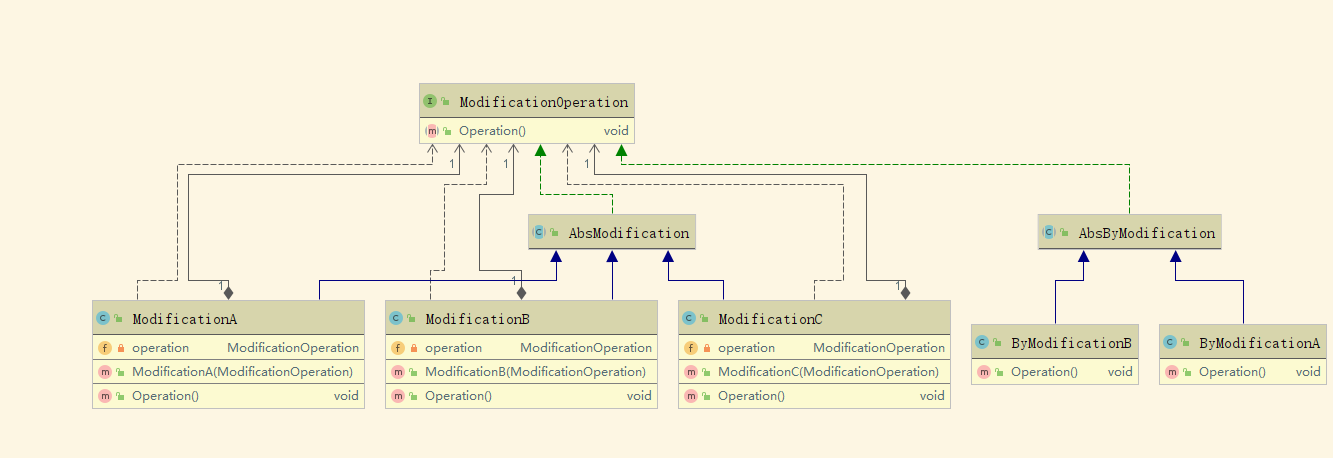 I ModificationOperation
m Operation() void
1 1 1
C AbsModification
C AbsByModification
1 1 1
C ModificationA
f operation ModificationOperation
m ModificationA(ModificationOperation)
m Operation() void
C ModificationB
f operation ModificationOperation
m ModificationB(ModificationOperation)
m Operation() void
C ModificationC
f operation ModificationOperation
m ModificationC(ModificationOperation)
m Operation() void
C ByModificationB
m Operation() void
C ByModificationA
m Operation() void